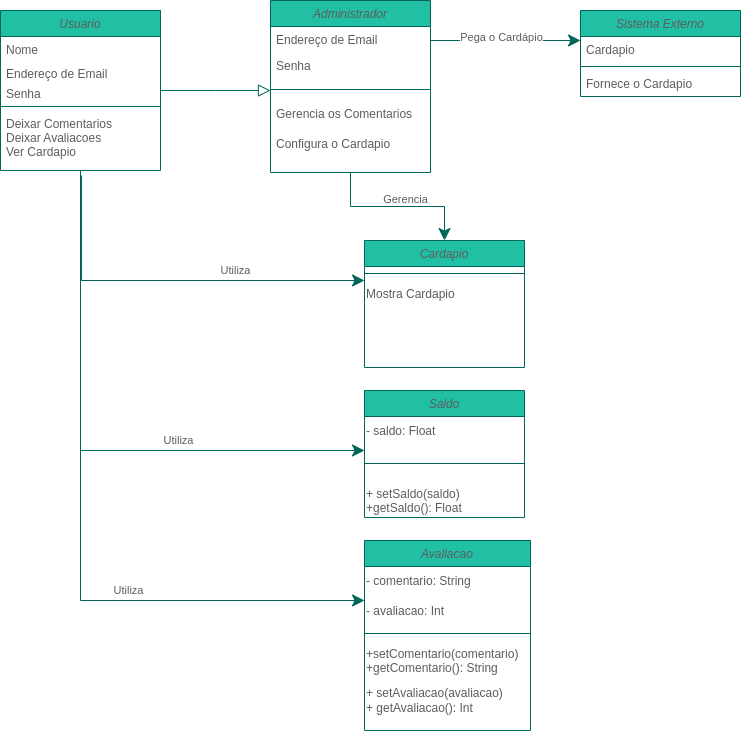 Usuario
Nome
Endereço de Email
Senha
Deixar Comentarios
Deixar Avaliacoes
Ver Cardapio
Administrador
Endereço de Email
Senha
Gerencia os Comentarios
Configura o Cardapio
Pega o Cardápio
Sistema Externo
Cardapio
Fornece o Cardapio
Gerencia
Utiliza
Cardapio
Mostra Cardapio
Utiliza
Saldo
- saldo: Float
+ setSaldo(saldo)
+getSaldo(): Float
Utiliza
Avaliacao
- comentario: String
- avaliacao: Int
+setComentario(comentario)
+getComentario(): String
+ setAvaliacao(avaliacao)
+ getAvaliacao(): Int